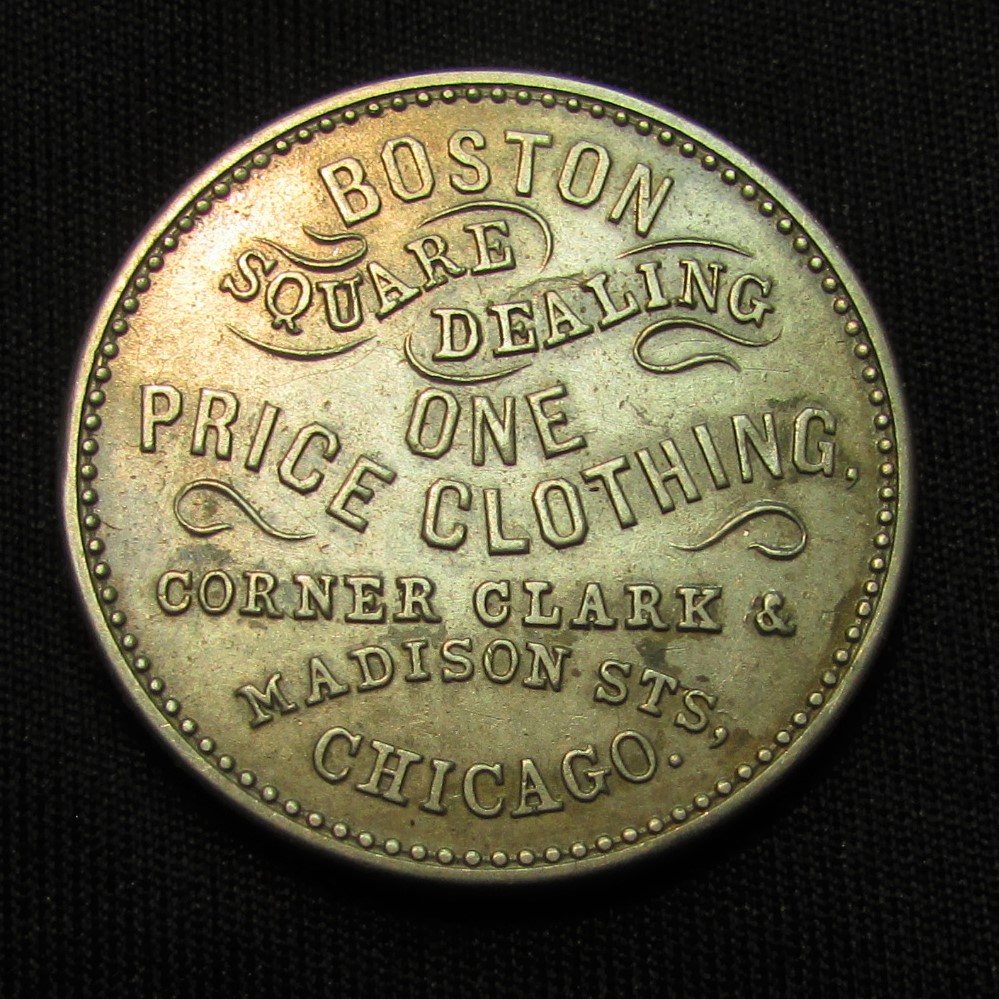 BOSTON
SQUARE
DEALING
ONE
PRICE CLOTHING,
CORNER CLARK &
MADISON STS,
CHICAGO.